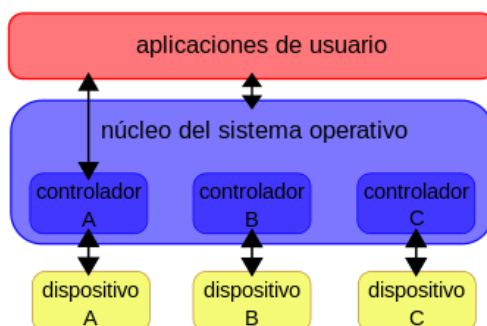 aplicaciones de usuario
núcleo del sistema operativo
controlador controlador controlador
A B C
dispositivo dispositivo dispositivo
A B C